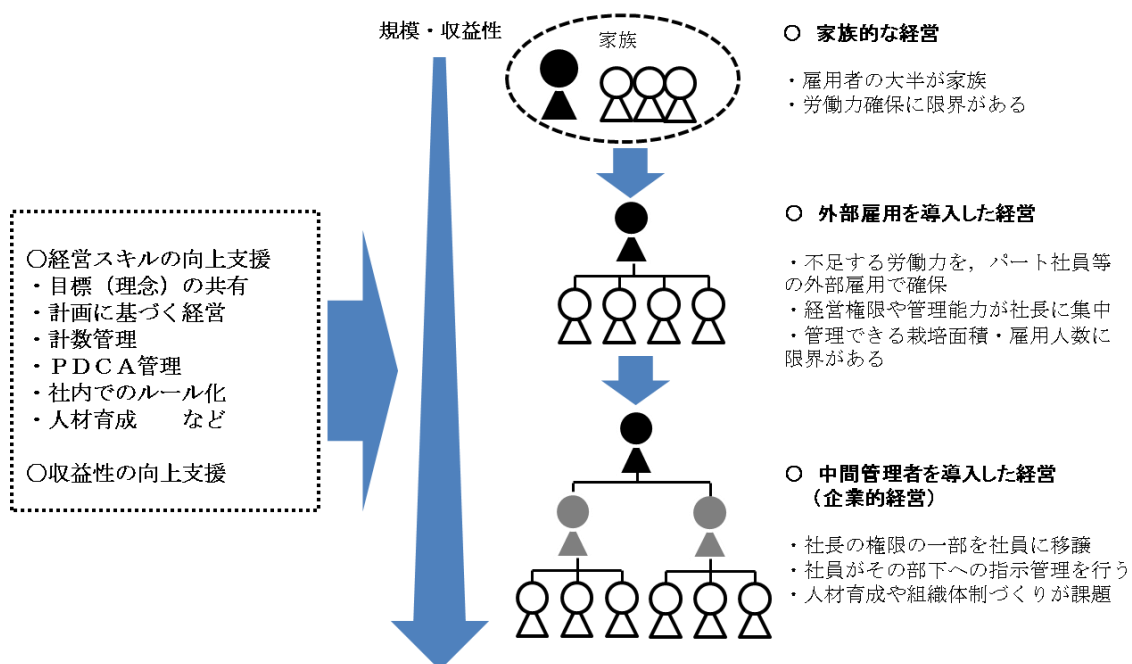 規模・収益性
家族
○ 家族的な経営
・雇用者の大半が家族
・労働力確保に限界がある
○ 外部雇用を導入した経営
・不足する労働力を，パート社員等
の外部雇用で確保
・経営権限や管理能力が社長に集中
・管理できる栽培面積・雇用人数に
限界がある
○ 中間管理者を導入した経営
（企業的経営）
・社長の権限の一部を社員に移譲
・社員がその部下への指示管理を行う
・人材育成や組織体制づくりが課題
○経営スキルの向上支援
・目標（理念）の共有
・計画に基づく経営
・計数管理
・ＰＤＣＡ管理
・社内でのルール化
・人材育成　　など
○収益性の向上支援